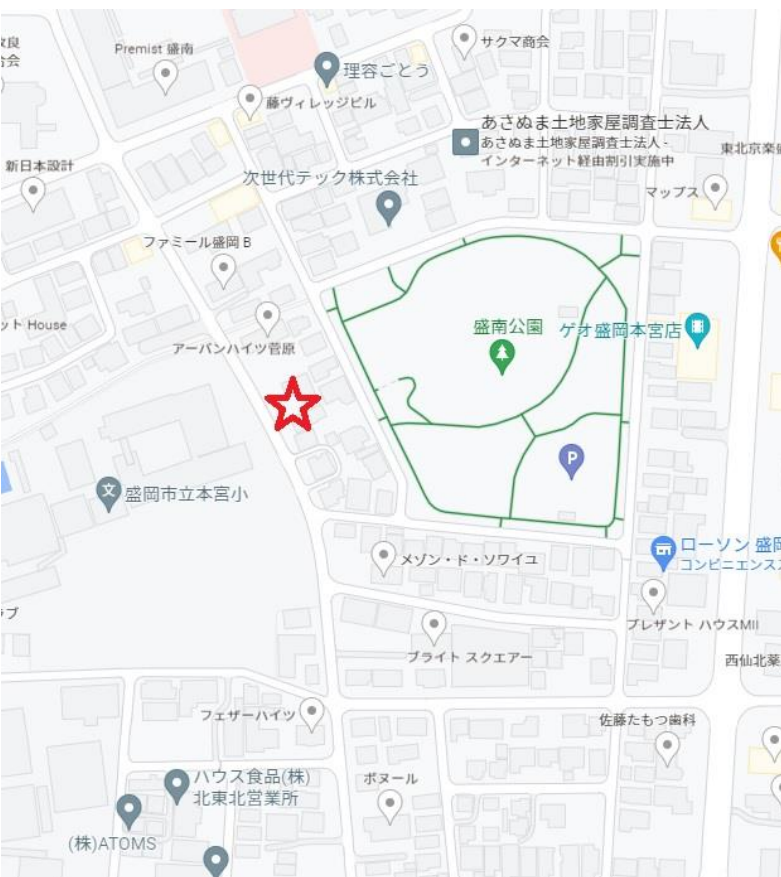 サクマ商会
Premist 盛南
理容ごとう
藤ヴィレッジビル
あさぬま土地家屋調査士法人
あさぬま土地家屋調査士法人 -
インターネット経由割引実施中
東北京楽
新日本設計
次世代テック株式会社
マップス
ファミール盛岡 B
盛南公園
ゲオ盛岡本宮店
ット House
アーバンハイツ菅原
P
文
盛岡市立本宮小
ローソン 盛岡
コンビニエンスス
メゾン・ド・ソワイユ
プレザント ハウスMII
ブライト スクエアー
西仙北薬
フェザーハイツ
佐藤たもつ歯科
ハウス食品(株)
北東北営業所
ボヌール
(株)ATOMS